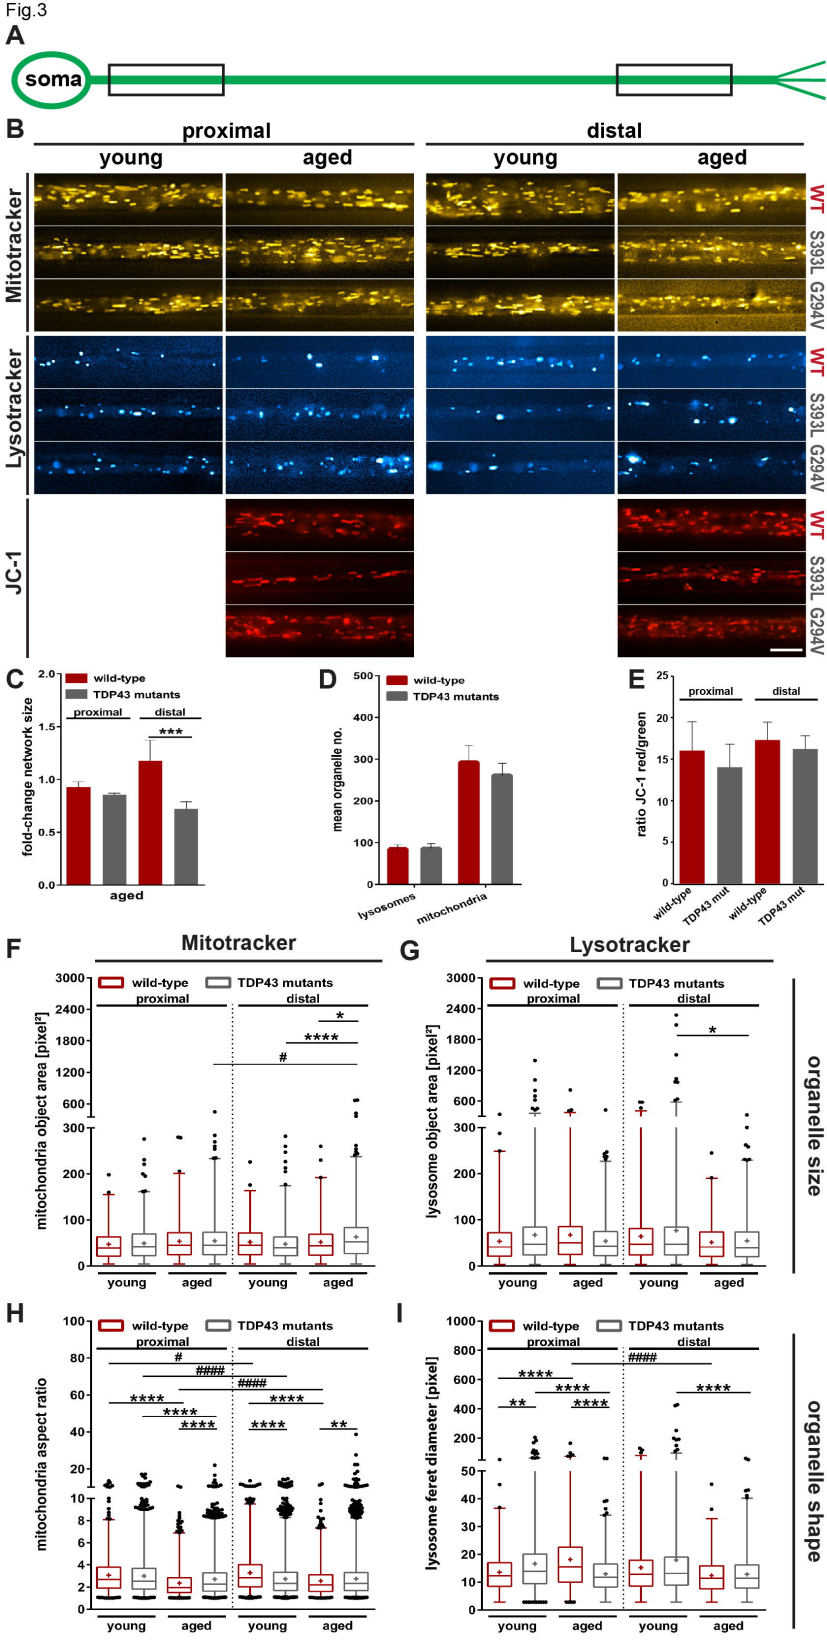 Fig.3
A
soma
B
proximal distal
young aged young aged
Mitotracker
WT
S393L
G294V
Lysotracker
WT
S393L
G294V
JC-1
WT
S393L
G294V
C
wild-type
TDP43 mutants
proximal distal
***
fold-change network size
2.0
1.5
1.0
0.5
0.0
aged
D
wild-type
TDP43 mutants
mean organelle no.
500
400
300
200
100
0
lysosomes mitochondria
E
proximal distal
ratio JC-1 red/green
25
20
15
10
5
0
wild-type TDP43 mut wild-type TDP43 mut
F
Mitotracker
wild-type TDP43 mutants
proximal distal
mitochondria object area [pixel²]
3000
2400
1800
1200
600
300
200
100
0
*
****
#
young aged young aged
G
Lysotracker
wild-type TDP43 mutants
proximal distal
lysosome object area [pixel²]
3000
2400
1800
1200
600
300
200
100
0
*
young aged young aged
organelle size
H
wild-type TDP43 mutants
proximal distal
mitochondria aspect ratio
100
80
60
40
20
10
8
6
4
2
0
#
####
####
**** ****
****
**** **** **
young aged young aged
I
wild-type TDP43 mutants
proximal distal
lysosome feret diameter [pixel]
1000
800
600
400
200
50
40
30
20
10
0
####
****
**** ****
** ****
young aged young aged
organelle shape